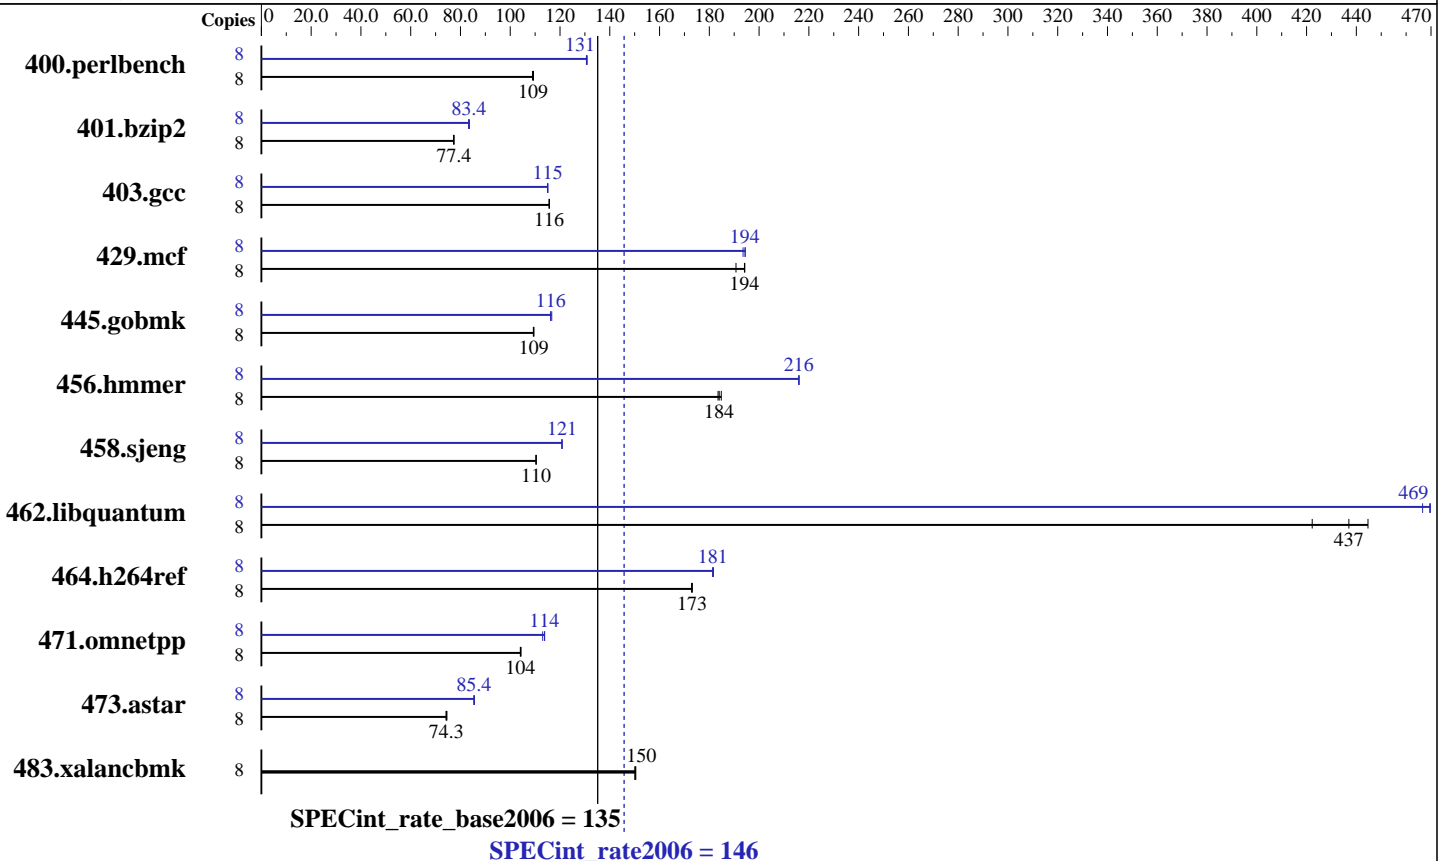 Copies 0 20.0 40.0 60.0 80.0 100 120 140 160 180 200 220 240 260 280 300 320 340 360 380 400 420 440 470
8 131
400.perlbench
8 109
8 83.4
401.bzip2
8 77.4
8 115
403.gcc
8 116
8 194
429.mcf
8 194
8 116
445.gobmk
8 109
8 216
456.hmmer
8 184
8 121
458.sjeng
8 110
8 469
462.libquantum
8 437
8 181
464.h264ref
8 173
8 114
471.omnetpp
8 104
8 85.4
473.astar
8 74.3
483.xalancbmk 8 150
SPECint_rate_base2006 = 135
SPECint_rate2006 = 146